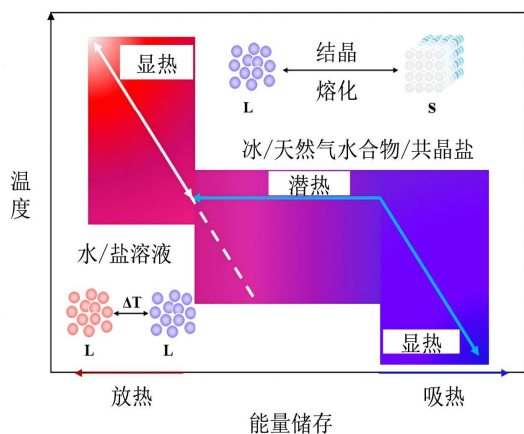 显热
结晶
L
S
熔化
冰/天然气水合物/共晶盐
温度
潜热
水/盐溶液
ΔT
L
L
显热
放热
吸热
能量储存